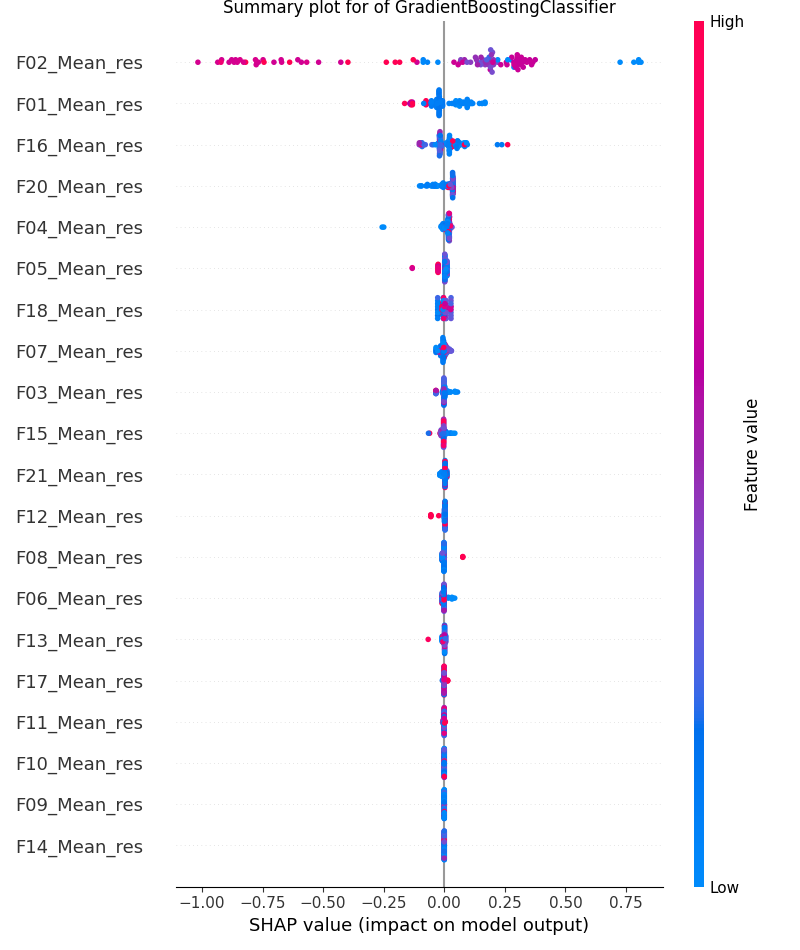 Summary plot for of GradientBoostingClassifier
High
F02_Mean_res
F01_Mean_res
F16_Mean_res
F20_Mean_res
F04_Mean_res
F05_Mean_res
F18_Mean_res
F07_Mean_res
F03_Mean_res
F15_Mean_res
F21_Mean_res
F12_Mean_res
F08_Mean_res
F06_Mean_res
F13_Mean_res
F17_Mean_res
F11_Mean_res
F10_Mean_res
F09_Mean_res
F14_Mean_res
Feature value
Low
−1.00 −0.75 −0.50 −0.25 0.00 0.25 0.50 0.75
SHAP value (impact on model output)